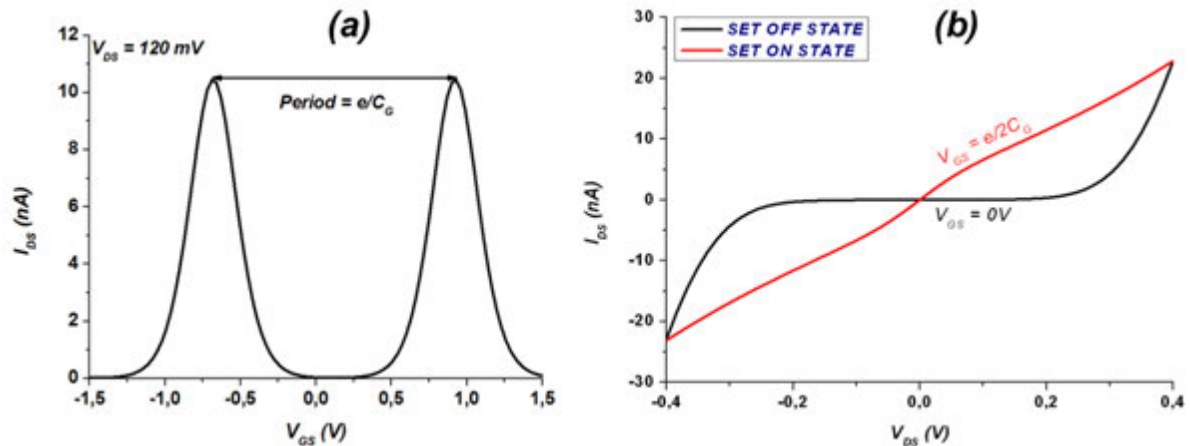 (a)
V_DS = 120 mV
Period = e/C_G
12
10
8
6
4
2
0
-1,5
-1,0
-0,5
0,0
0,5
1,0
1,5
I_DS (nA)
V_GS (V)
(b)
SET OFF STATE
SET ON STATE
V_GS = e/2C_G
V_GS = 0V
30
20
10
0
-10
-20
-30
-0,4
-0,2
0,0
0,2
0,4
I_DS (nA)
V_DS (V)